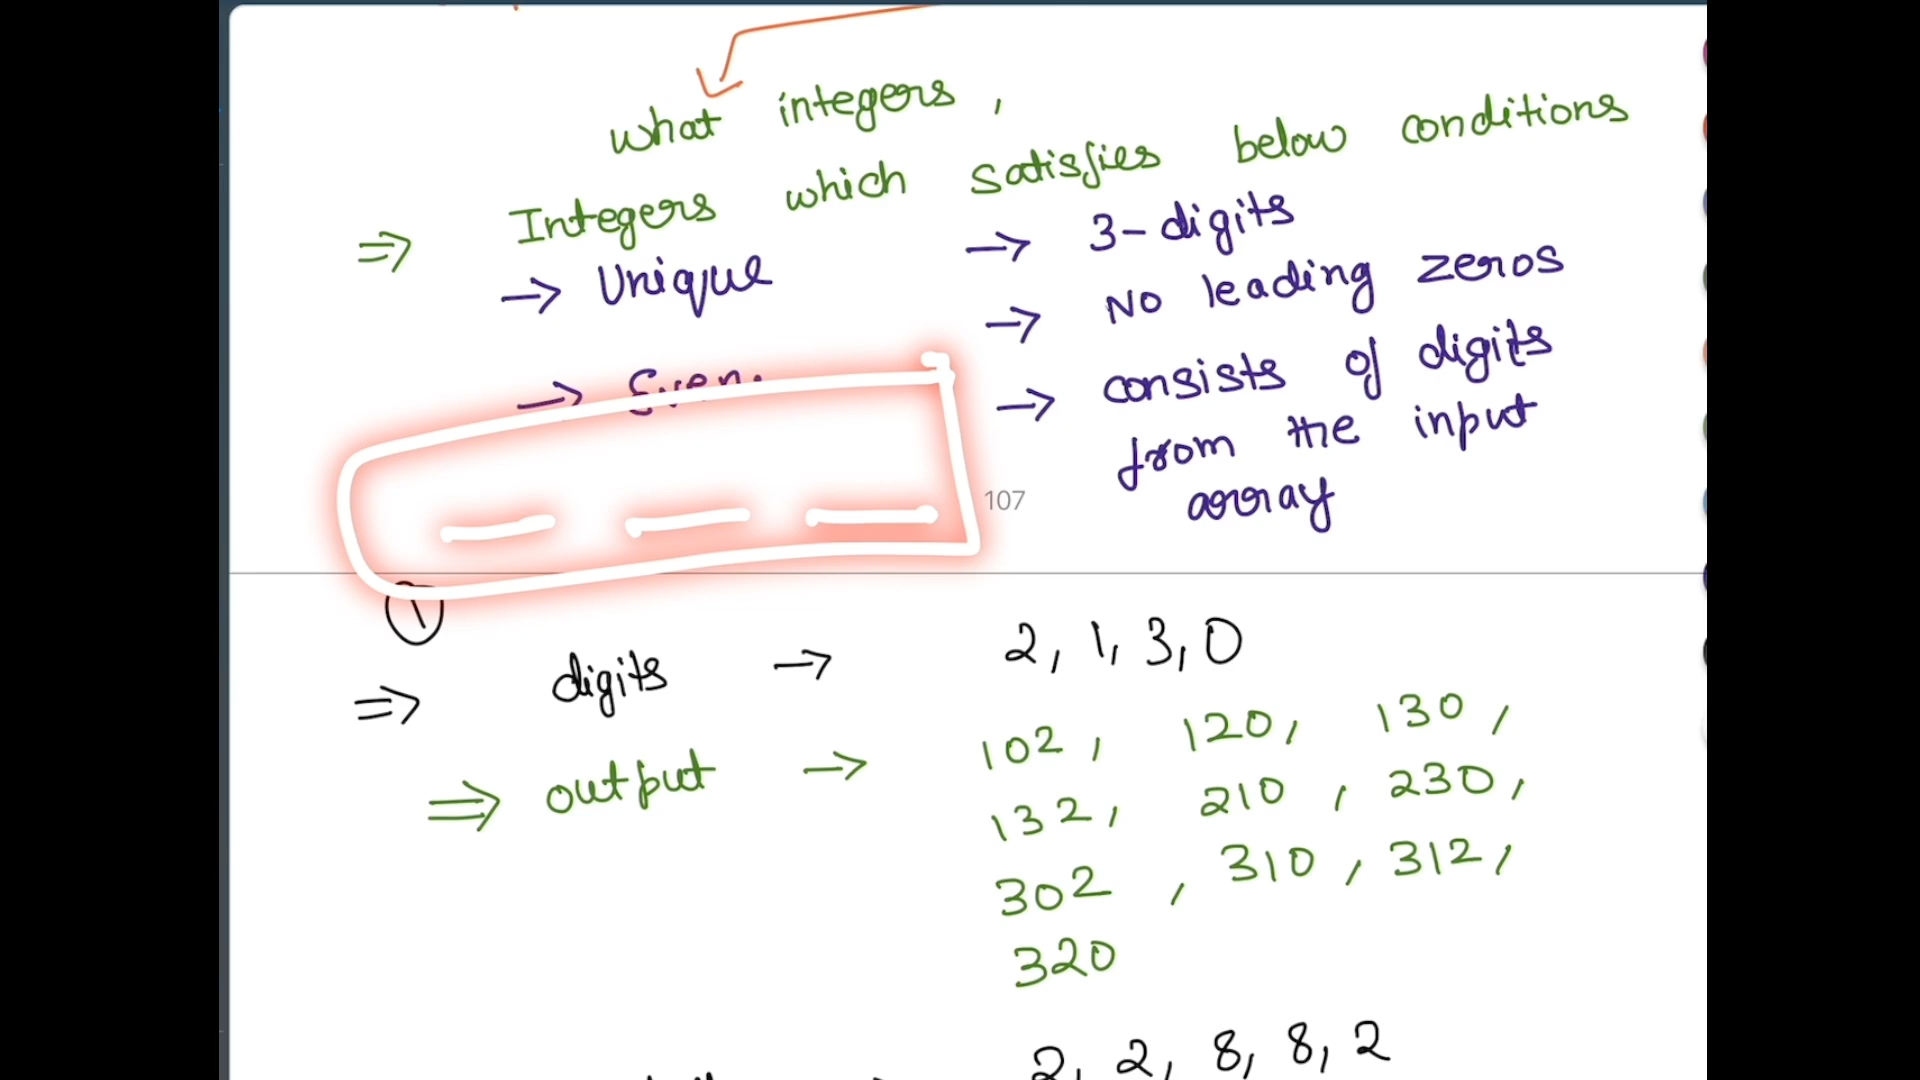 what integers,
⇒ Integers which satisfies below conditions
→ Unique
→ Even.
→ 3-digits
→ No leading zeros
→ consists of digits
from the input
array
107
①
⇒ digits → 2, 1, 3, 0
⇒ output → 102, 120, 130,
132, 210, 230,
302, 310, 312,
320
2, 2, 8, 8, 2